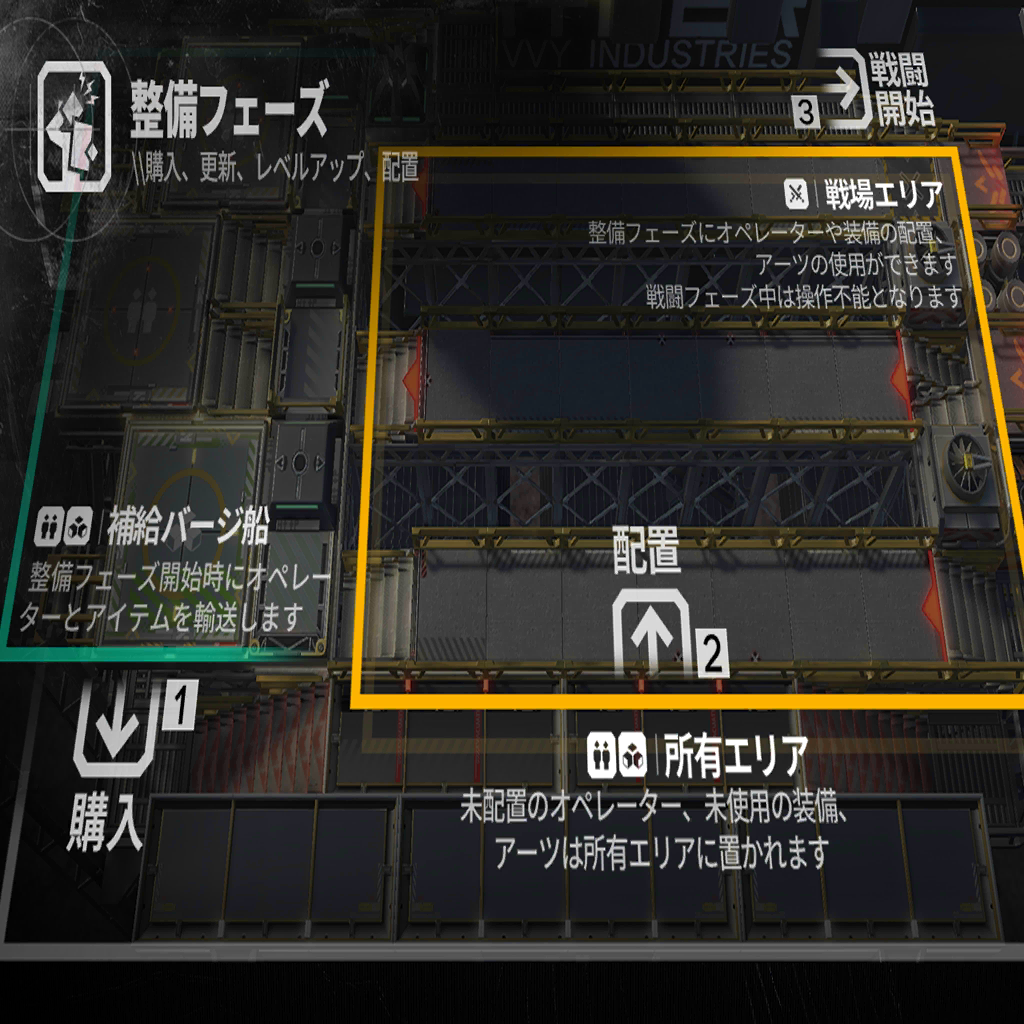 VVY INDUSTRIES
整備フェーズ
\\購入、更新、レベルアップ、配置
3
戦闘
開始
戦場エリア
整備フェーズにオペレーターや装備の配置、
アーツの使用ができます
戦闘フェーズ中は操作不能となります
補給バージ船
整備フェーズ開始時にオペレー
ターとアイテムを輸送します
配置
2
1
購入
所有エリア
未配置のオペレーター、未使用の装備、
アーツは所有エリアに置かれます